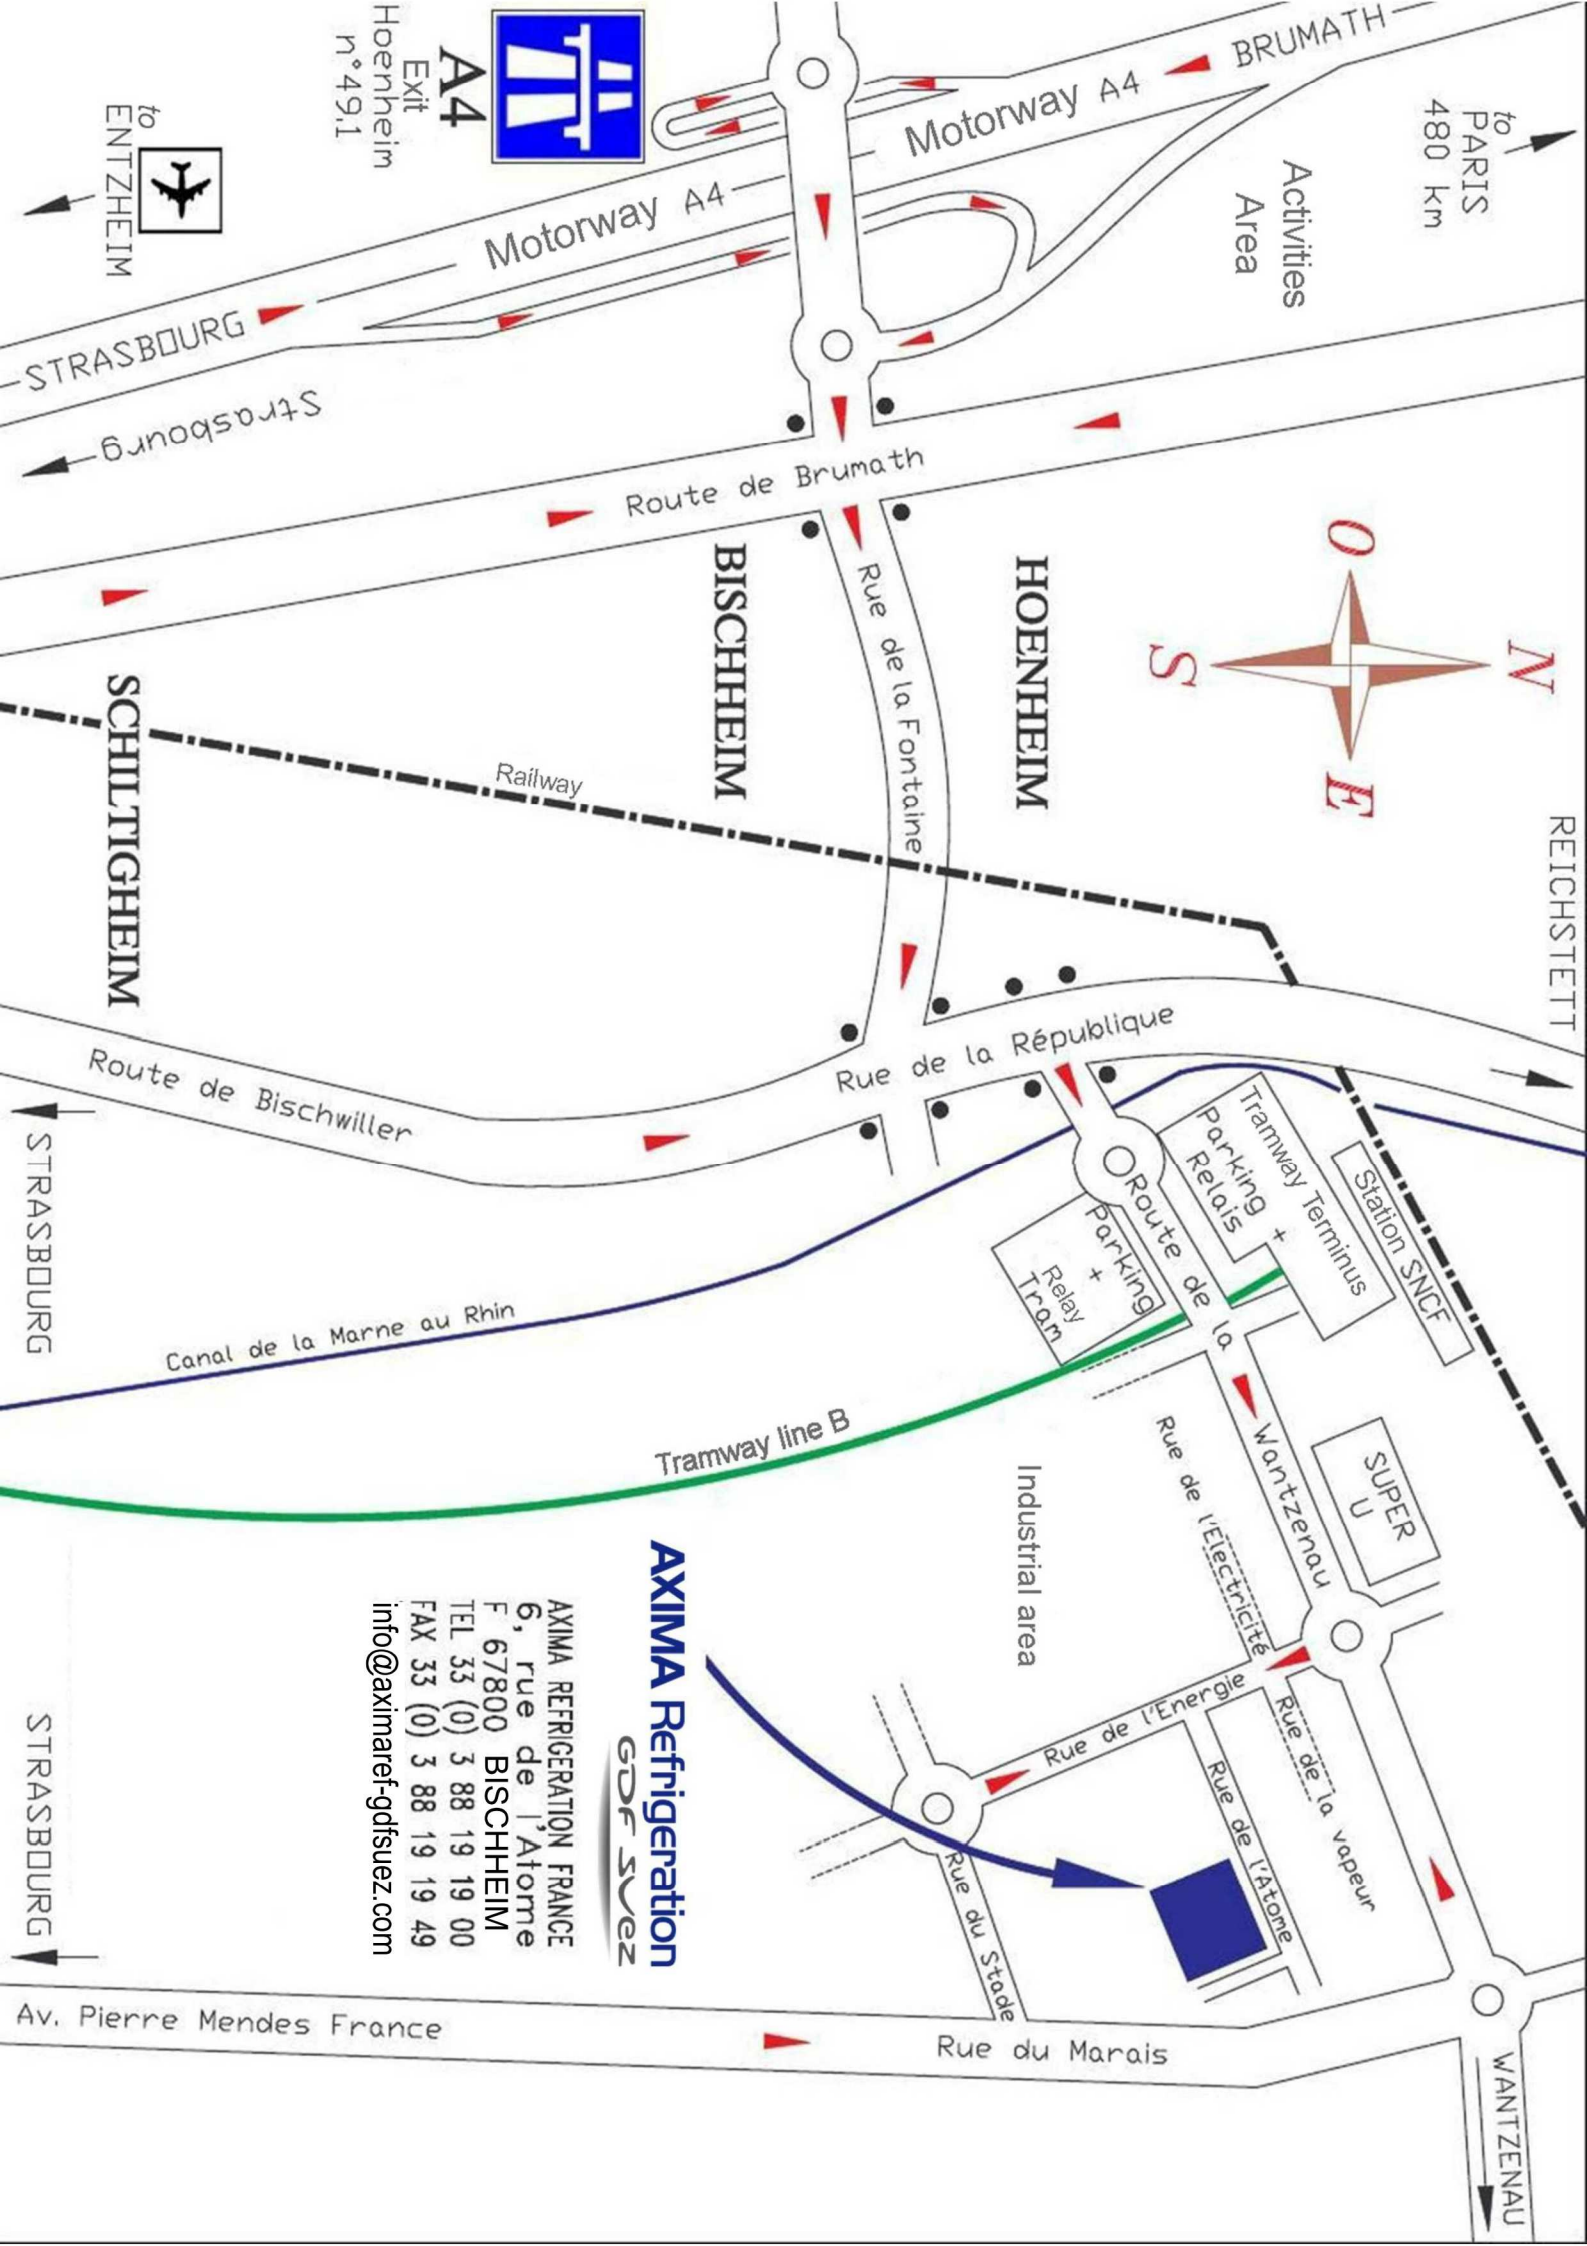 to
PARIS
480 km
REICHSTETT
N
O
E
S
BRUMATH
Motorway A4
Activities
Area
A4
Exit
Hoenheim
n°49,1
to
ENTZHEIM
Motorway A4
STRASBOURG
Strasbourg
Route de Brumath
HOENHEIM
BISCHHEIM
SCHILTIGHEIM
Rue de la Fontaine
Railway
Rue de la République
Route de Bischwiller
STRASBOURG
Canal de la Marne au Rhin
Tramway line B
Tramway Terminus
+
Parking
Relais
Station SNCF
Parking
+
Relay
Tram
Route de la Wantzenau
SUPER
U
Rue de l'Electricité
Industrial area
Rue de l'Energie
Rue de la vapeur
Rue de l'Atome
Rue du Stade
AXIMA Refrigeration
GDF SUEZ
AXIMA REFRIGERATION FRANCE
6, rue de l'Atome
F 67800 BISCHHEIM
TEL 33 (0) 3 88 19 19 00
FAX 33 (0) 3 88 19 19 49
info@aximaref-gdfsuez.com
STRASBOURG
Av. Pierre Mendes France
Rue du Marais
WANTZENAU